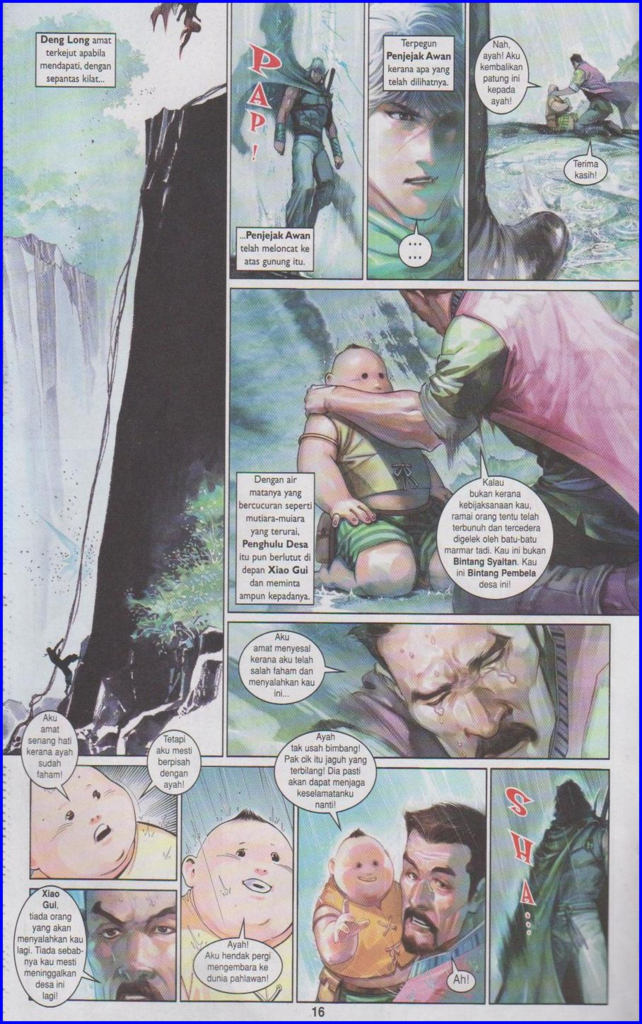 Deng Long amat
terkejut apabila
mendapati, dengan
sepantas kilat...
PAP!
...Penjejak Awan
telah meloncat ke
atas gunung itu.
Terpegun
Penjejak Awan
kerana apa yang
telah dilihatnya.
...
...
Nah,
ayah! Aku
kembalikan
patung ini
kepada
ayah!
Terima
kasih!
Dengan air
matanya yang
bercucuran seperti
mutiara-muiara
yang terurai,
Penghulu Desa
itu pun berlutut di
depan Xiao Gui
dan meminta
ampun kepadanya.
Kalau
bukan kerana
kebijaksanaan kau,
ramai orang tentu telah
terbunuh dan tercedera
digelek oleh batu-batu
marmar tadi. Kau ini bukan
Bintang Syaitan. Kau
ini Bintang Pembela
desa ini!
Aku
amat menyesal
kerana aku telah
salah faham dan
menyalahkan kau
ini...
Aku
amat
senang hati
kerana ayah
sudah
faham!
Tetapi
aku mesti
berpisah
dengan
ayah!
Xiao
Gui,
tiada orang
yang akan
menyalahkan kau
lagi. Tiada sebab-
nya kau mesti
meninggalkan
desa ini
lagi!
Ayah!
Aku hendak pergi
mengembara ke
dunia pahlawan!
Ayah
tak usah bimbang!
Pak cik itu jaguh yang
terbilang! Dia pasti
akan dapat menjaga
keselamatanku
nanti!
Ah!
SHA...
16